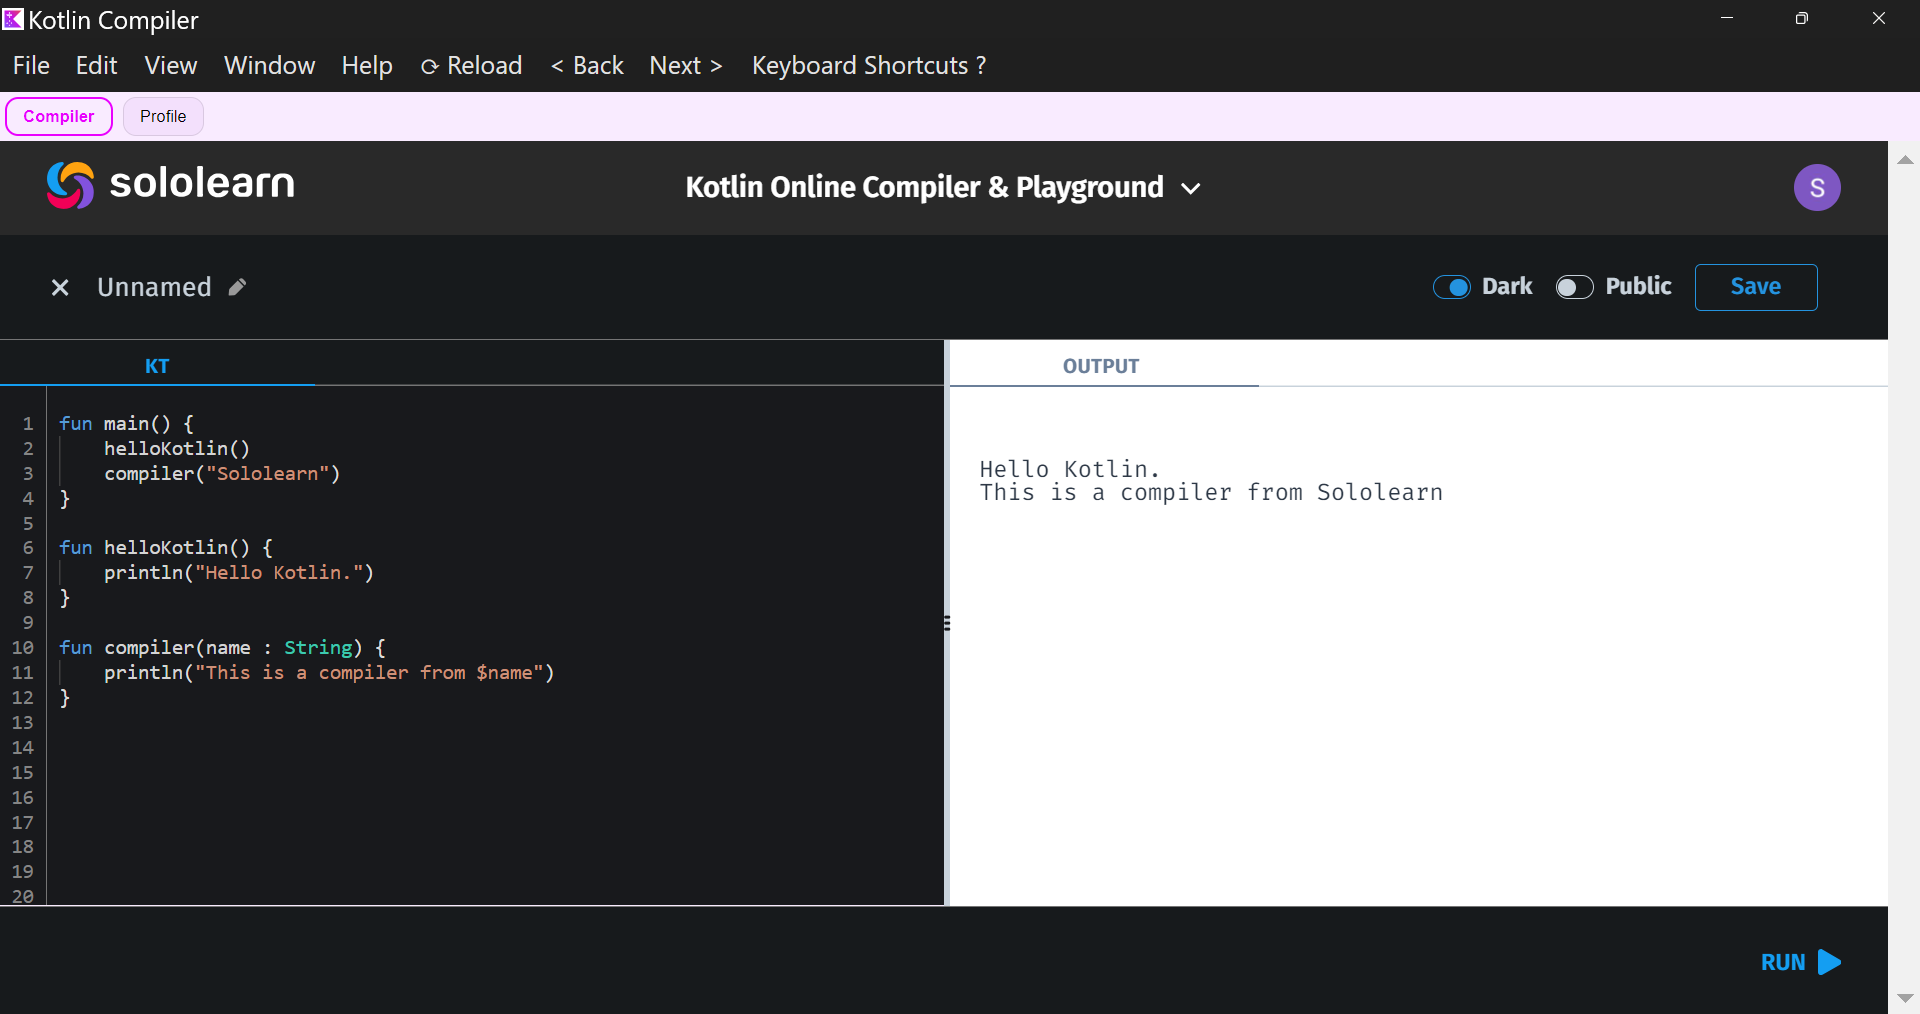 Kotlin Compiler
File Edit View Window Help ⟳ Reload < Back Next > Keyboard Shortcuts ?
Compiler Profile
sololearn Kotlin Online Compiler & Playground S
Unnamed Dark Public Save
KT
1 fun main() {
2     helloKotlin()
3     compiler("Sololearn")
4 }
5
6 fun helloKotlin() {
7     println("Hello Kotlin.")
8 }
9
10 fun compiler(name : String) {
11     println("This is a compiler from $name")
12 }
13
14
15
16
17
18
19
20
OUTPUT
Hello Kotlin.
This is a compiler from Sololearn
RUN